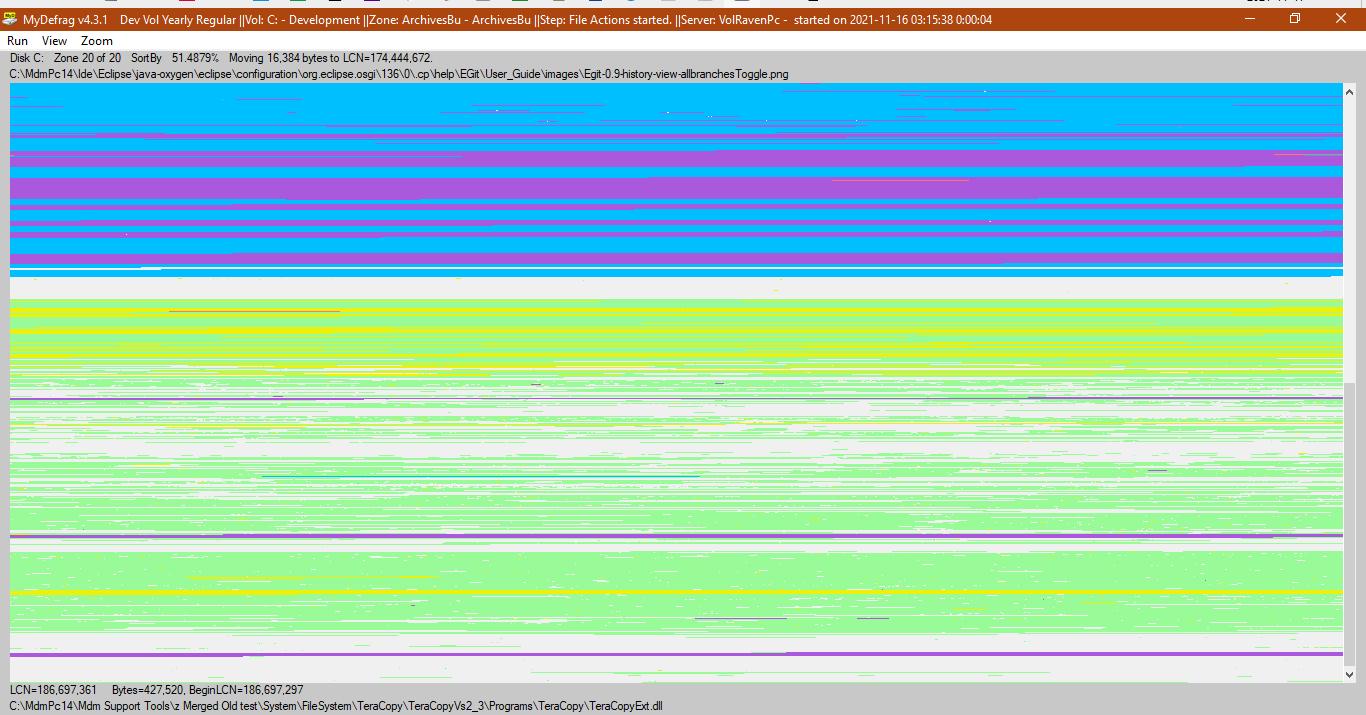 MyDefrag v4.3.1 Dev Vol Yearly Regular ||Vol: C: - Development ||Zone: ArchivesBu - ArchivesBu ||Step: File Actions started. ||Server: VolRavenPc - started on 2021-11-16 03:15:38 0:00:04
Run View Zoom
Disk C: Zone 20 of 20 SortBy 51.4879% Moving 16,384 bytes to LCN=174,444,672.
C:\MdmPc14\Ide\Eclipse\java-oxygen\eclipse\configuration\org.eclipse.osgi\136\0\.cp\help\EGit\User_Guide\images\Egit-0.9-history-view-allbranchesToggle.png
LCN=186,697,361 Bytes=427,520, BeginLCN=186,697,297
C:\MdmPc14\Mdm Support Tools\z Merged Old test\System\FileSystem\TeraCopy\TeraCopyVs2_3\Programs\TeraCopy\TeraCopyExt.dll